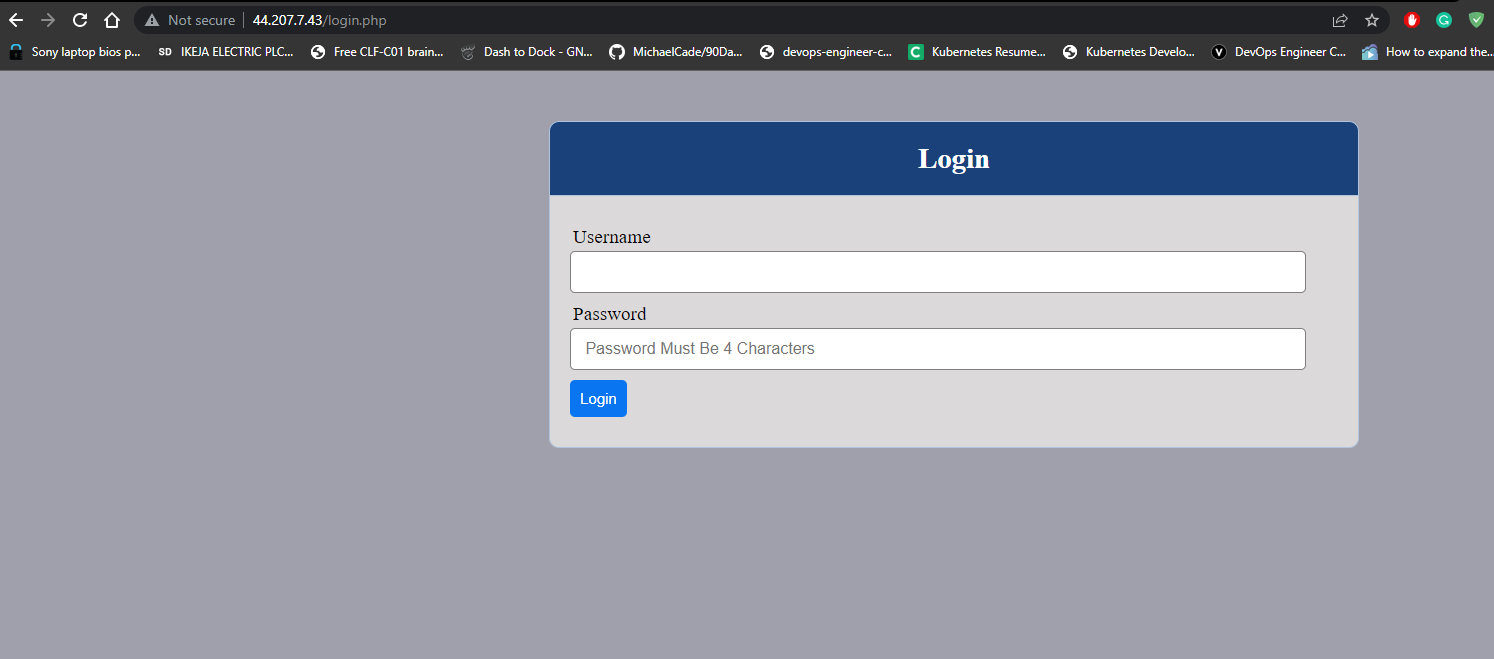 Not secure 44.207.7.43/login.php
Sony laptop bios p... SD IKEJA ELECTRIC PLC... Free CLF-C01 brain... Dash to Dock - GN... MichaelCade/90Da... devops-engineer-c... C Kubernetes Resume... Kubernetes Develo... V DevOps Engineer C... How to expand the...
Login
Username
Password
Password Must Be 4 Characters
Login